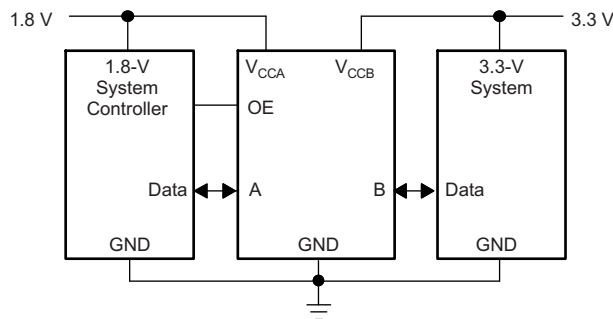 1.8 V
3.3 V
1.8-V
System
Controller
VCCA
VCCB
OE
3.3-V
System
Data
A
B
Data
GND
GND
GND